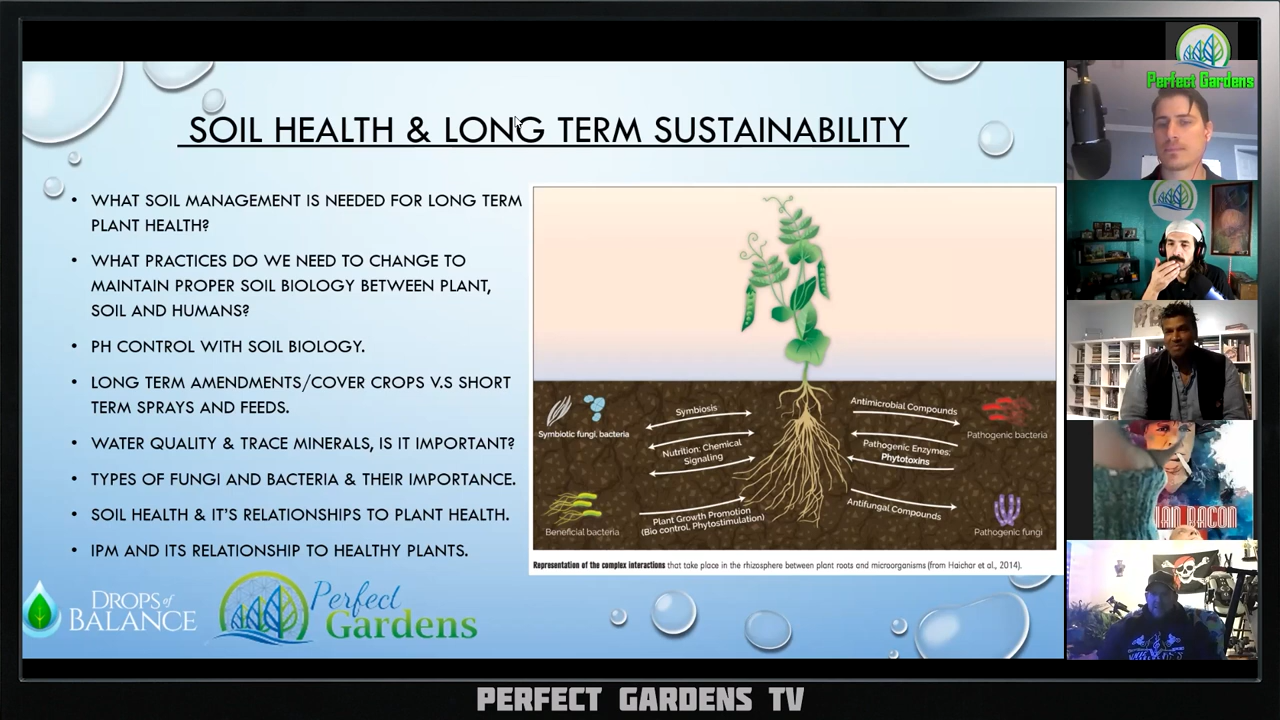 Perfect Gardens
SOIL HEALTH & LONG TERM SUSTAINABILITY
• WHAT SOIL MANAGEMENT IS NEEDED FOR LONG TERM
PLANT HEALTH?
• WHAT PRACTICES DO WE NEED TO CHANGE TO
MAINTAIN PROPER SOIL BIOLOGY BETWEEN PLANT,
SOIL AND HUMANS?
• PH CONTROL WITH SOIL BIOLOGY.
• LONG TERM AMENDMENTS/COVER CROPS V.S SHORT
TERM SPRAYS AND FEEDS.
• WATER QUALITY & TRACE MINERALS, IS IT IMPORTANT?
• TYPES OF FUNGI AND BACTERIA & THEIR IMPORTANCE.
• SOIL HEALTH & IT'S RELATIONSHIPS TO PLANT HEALTH.
• IPM AND ITS RELATIONSHIP TO HEALTHY PLANTS.
Symbiotic fungi, bacteria
Symbiosis
Nutrition; Chemical
Signaling
Beneficial bacteria
Plant Growth Promotion
(Bio control, Phytostimulation)
Antimicrobial Compounds
Pathogenic bacteria
Pathogenic Enzymes;
Phytotoxins
Antifungal Compounds
Pathogenic fungi
Representation of the complex interactions that take place in the rhizosphere between plant roots and microorganisms (from Haichar et al., 2014).
DROPS of
BALANCE
Perfect
Gardens
IAN BACON
PERFECT GARDENS TV